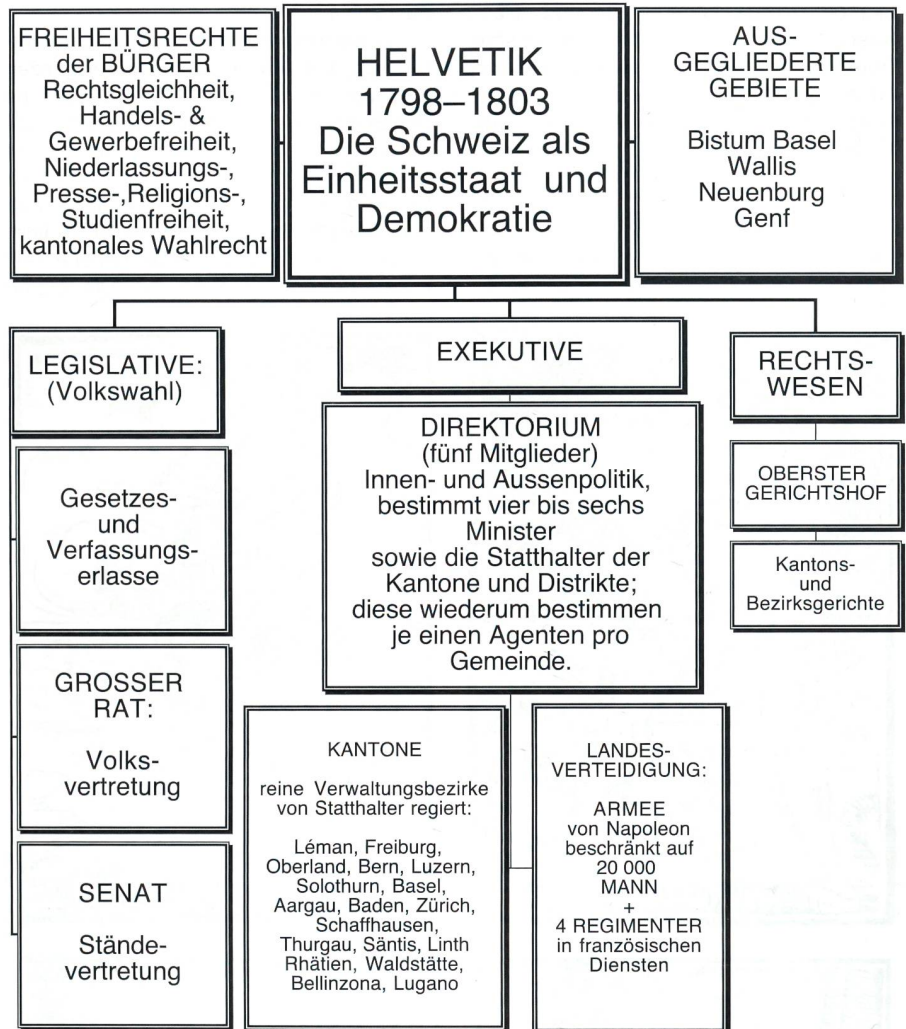 FREIHEITSRECHTE
der BÜRGER
Rechtsgleichheit,
Handels- &
Gewerbefreiheit,
Niederlassungs-,
Presse-,Religions-,
Studienfreiheit,
kantonales Wahlrecht
HELVETIK
1798–1803
Die Schweiz als
Einheitsstaat und
Demokratie
AUS-
GEGLIEDERTE
GEBIETE
Bistum Basel
Wallis
Neuenburg
Genf
LEGISLATIVE:
(Volkswahl)
Gesetzes-
und
Verfassungs-
erlasse
GROSSER
RAT:
Volks-
vertretung
SENAT
Stände-
vertretung
EXEKUTIVE
DIREKTORIUM
(fünf Mitglieder)
Innen- und Aussenpolitik,
bestimmt vier bis sechs
Minister
sowie die Statthalter der
Kantone und Distrikte;
diese wiederum bestimmen
je einen Agenten pro
Gemeinde.
KANTONE
reine Verwaltungsbezirke
von Statthalter regiert:
Léman, Freiburg,
Oberland, Bern, Luzern,
Solothurn, Basel,
Aargau, Baden, Zürich,
Schaffhausen,
Thurgau, Säntis, Linth
Rhätien, Waldstätte,
Bellinzona, Lugano
LANDES-
VERTEIDIGUNG:
ARMEE
von Napoleon
beschränkt auf
20 000
MANN
+
4 REGIMENTER
in französischen
Diensten
RECHTS-
WESEN
OBERSTER
GERICHTSHOF
Kantons-
und
Bezirksgerichte